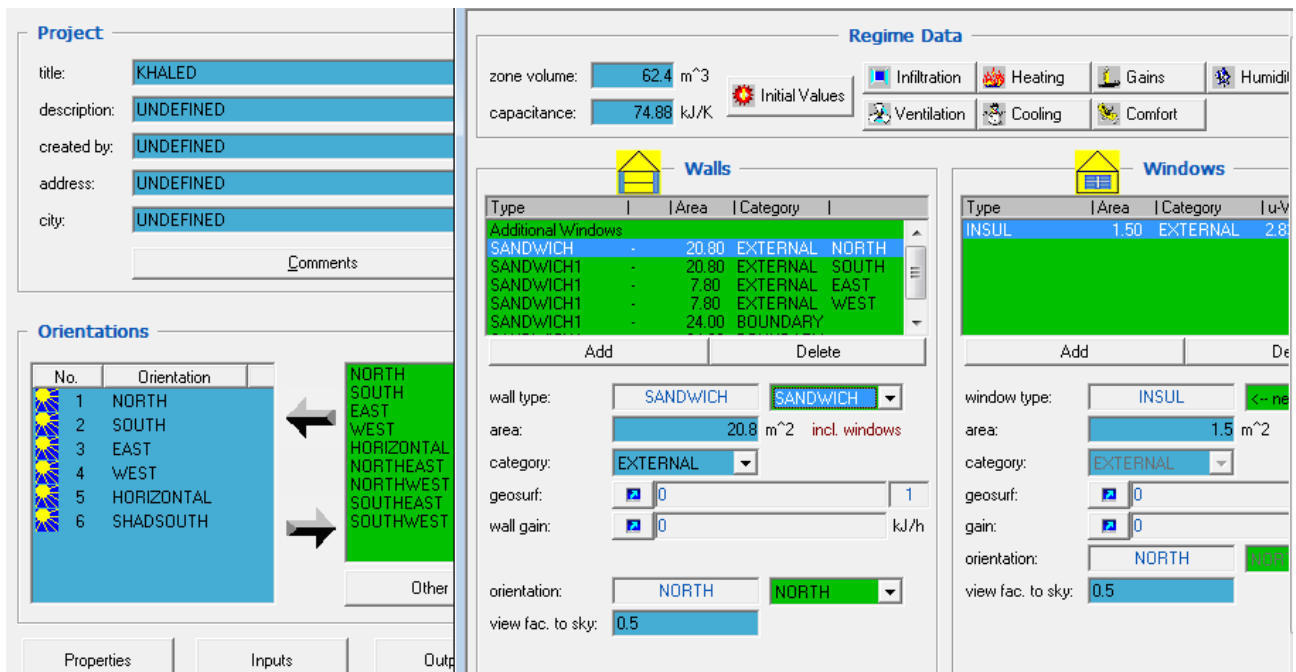 Project
title: KHALED
description: UNDEFINED
created by: UNDEFINED
address: UNDEFINED
city: UNDEFINED
Comments
Orientations
No. Orientation
1 NORTH
2 SOUTH
3 EAST
4 WEST
5 HORIZONTAL
6 SHADSOUTH
NORTH
SOUTH
EAST
WEST
HORIZONTAL
NORTHEAST
NORTHWEST
SOUTHEAST
SOUTHWEST
Other
Properties
Inputs
Outp
Regime Data
zone volume: 62.4 m^3
capacitance: 74.88 kJ/K
Initial Values
Infiltration
Heating
Gains
Humidi
Ventilation
Cooling
Comfort
Walls
Type | | Area | Category |
Additional Windows
SANDWICH - 20.80 EXTERNAL NORTH
SANDWICH1 - 20.80 EXTERNAL SOUTH
SANDWICH1 - 7.80 EXTERNAL EAST
SANDWICH1 - 7.80 EXTERNAL WEST
SANDWICH1 - 24.00 BOUNDARY
Add
Delete
wall type: SANDWICH SANDWICH
area: 20.8 m^2 incl. windows
category: EXTERNAL
geosurf: 0 1
wall gain: 0 kJ/h
orientation: NORTH NORTH
view fac. to sky: 0.5
Windows
Type | Area | Category | u-V
INSUL 1.50 EXTERNAL 2.8
Add
De
window type: INSUL <-- ne
area: 1.5 m^2
category: EXTERNAL
geosurf: 0
gain: 0
orientation: NORTH NOR
view fac. to sky: 0.5